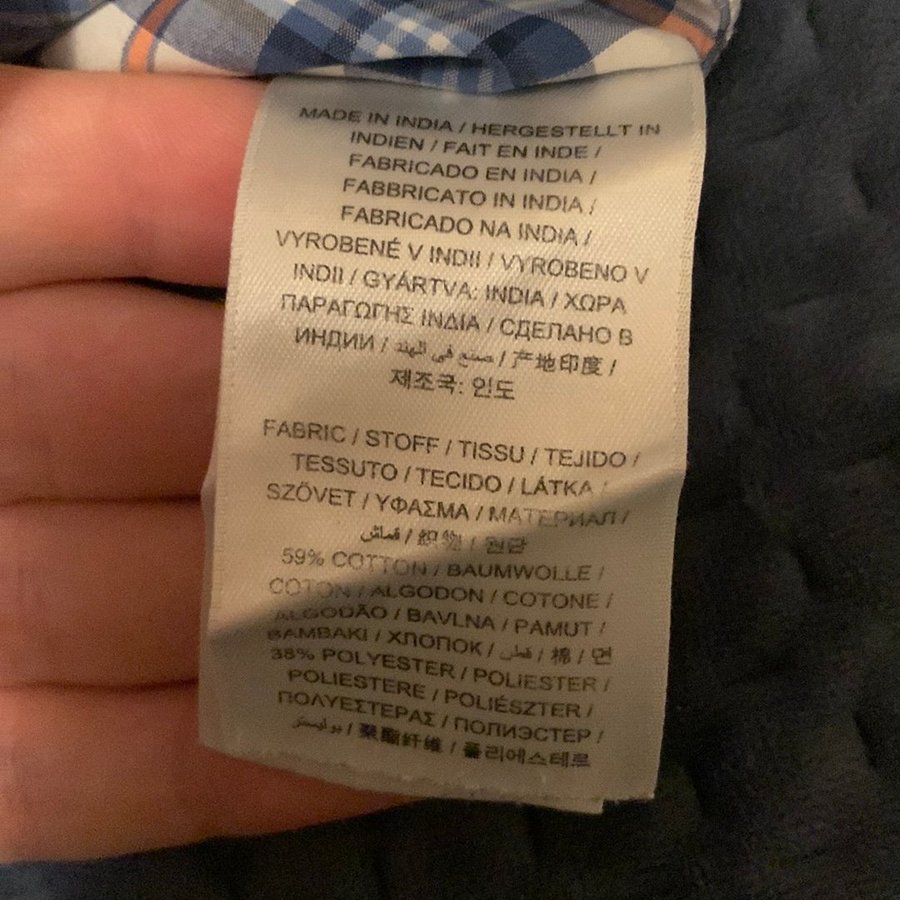 MADE IN INDIA / HERGESTELLT IN
INDIEN / FAIT EN INDE /
FABRICADO EN INDIA /
FABBRICATO IN INDIA /
FABRICADO NA INDIA /
VYROBENÉ V INDII / VYROBENO V
INDII / GYÁRTVA: INDIA / ΧΩΡΑ
ΠΑΡΑΓΩΓΗΣ ΙΝΔΙΑ / СДЕЛАНО В
ИНДИИ / صنع في الهند / 产地印度 /
제조국: 인도
FABRIC / STOFF / TISSU / TEJIDO /
TESSUTO / TECIDO / LÁTKA /
SZÖVET / ΥΦΑΣΜΑ / МАТЕРИАЛ /
قماش / 织物 / 원단
59% COTTON / BAUMWOLLE /
COTON / ALGODON / COTONE /
ALGODÃO / BAVLNA / PAMUT /
BAMBAKI / ХЛОПОК / قطن / 棉 / 면
38% POLYESTER / POLIESTER /
POLIESTERE / POLIÉSZTER /
ΠΟΛΥΕΣΤΕΡΑΣ / ПОЛИЭСТЕР /
بوليستر / 聚酯纤维 / 폴리에스테르